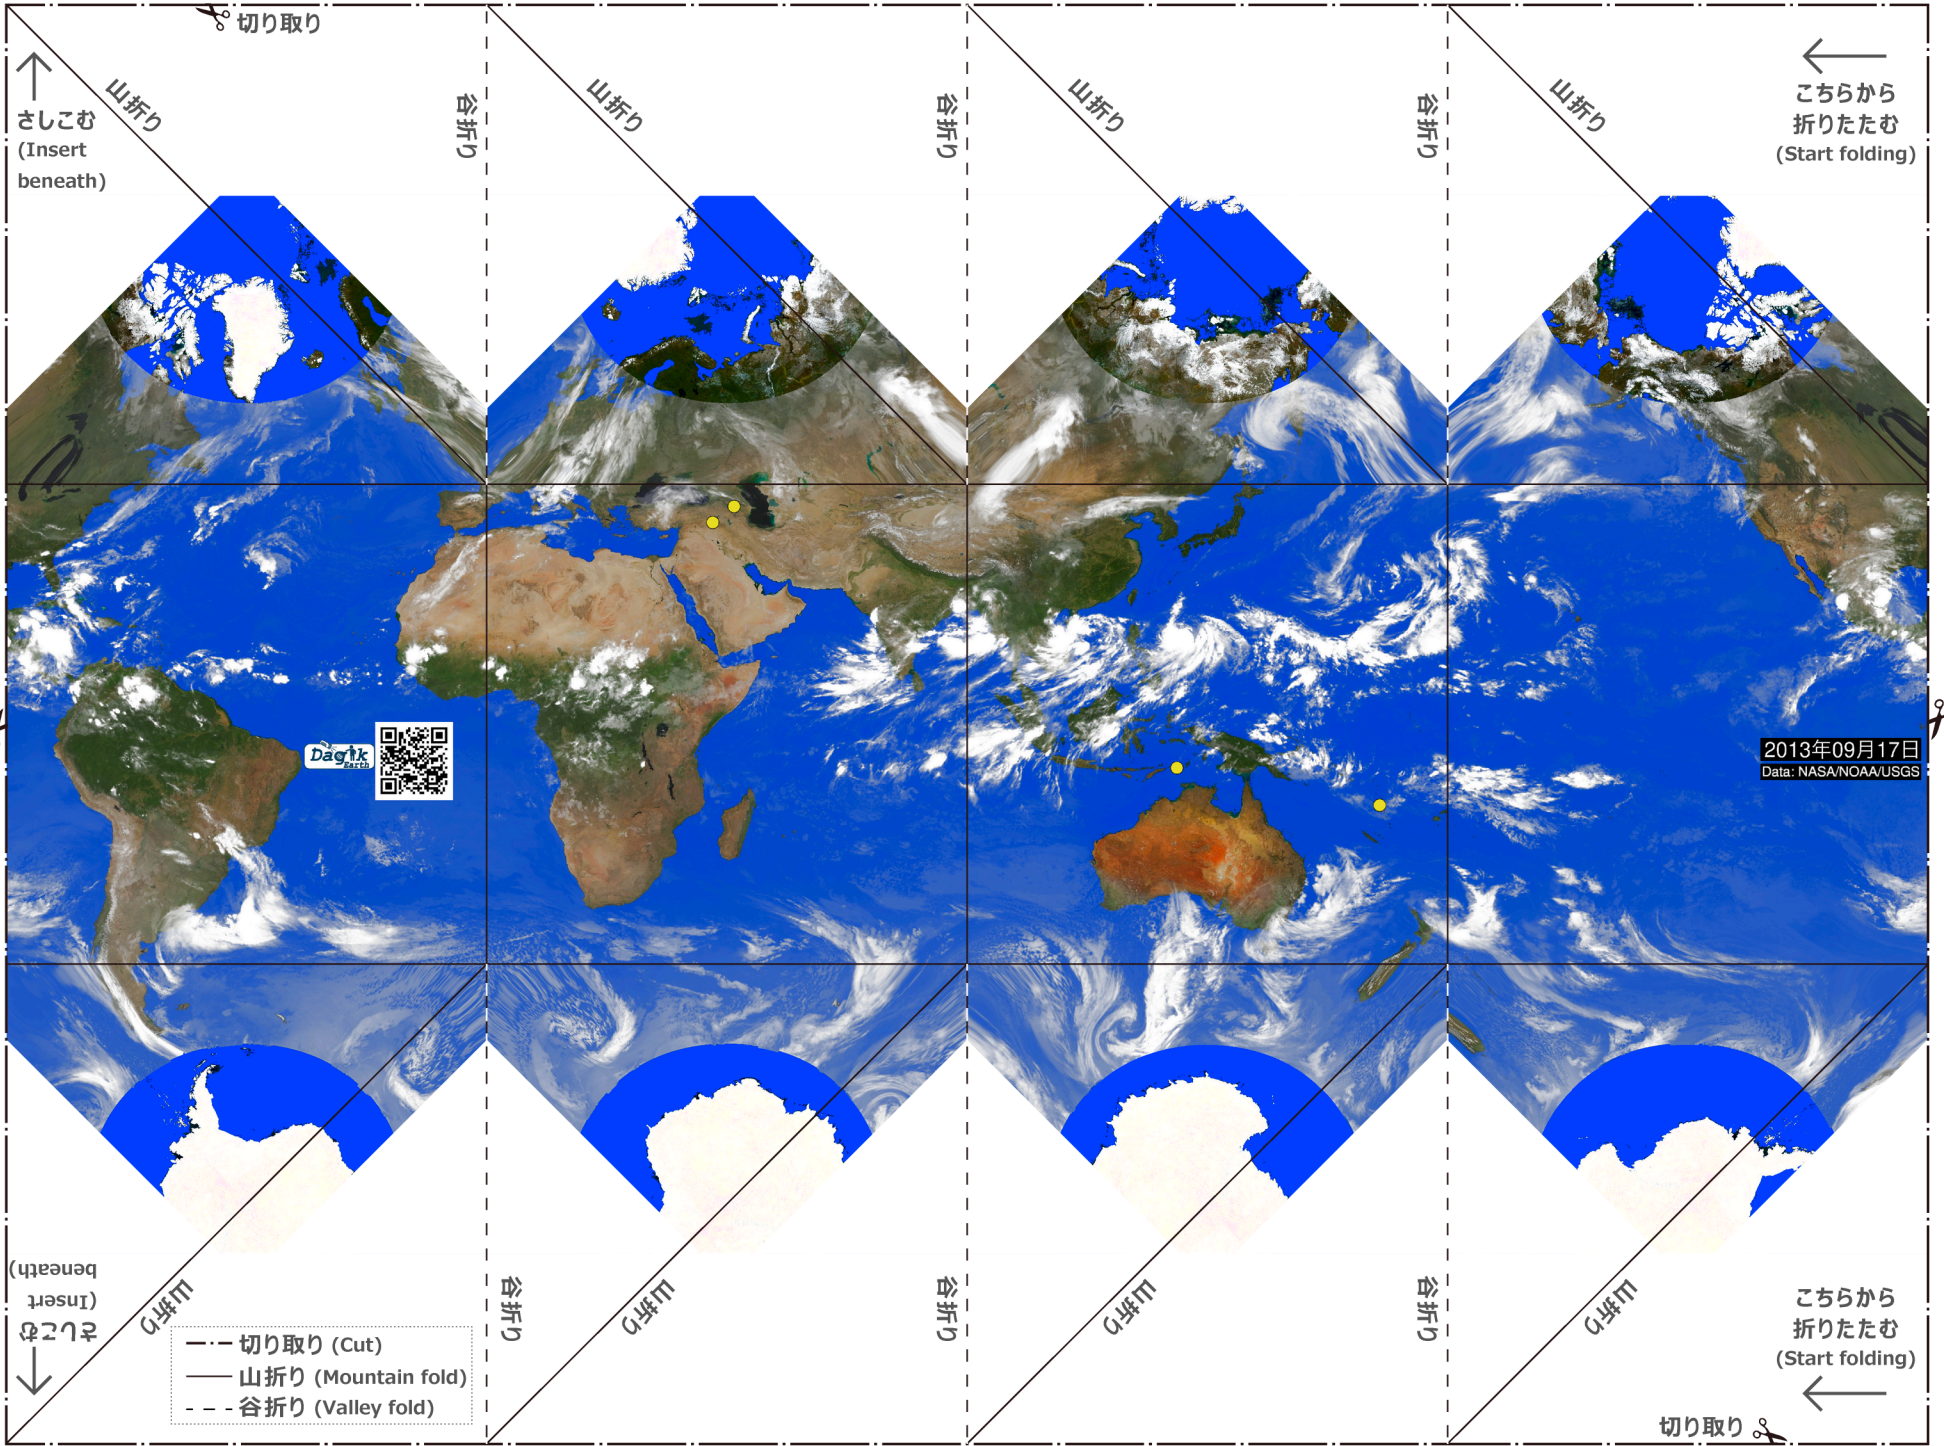 切り取り
さしこむ
(Insert
beneath)
山折り
谷折り
山折り
谷折り
山折り
谷折り
山折り
こちらから
折りたたむ
(Start folding)
Dagik
Earth
2013年09月17日
Data: NASA/NOAA/USGS
さしこむ
(Insert
beneath)
山折り
谷折り
山折り
谷折り
山折り
谷折り
山折り
こちらから
折りたたむ
(Start folding)
切り取り (Cut)
山折り (Mountain fold)
谷折り (Valley fold)
切り取り